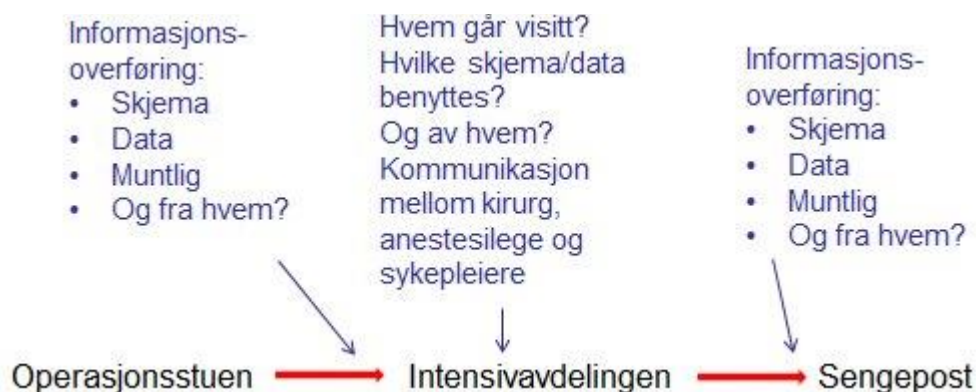 Informasjons-
overføring:
• Skjema
• Data
• Muntlig
• Og fra hvem?
Hvem går visitt?
Hvilke skjema/data
benyttes?
Og av hvem?
Kommunikasjon
mellom kirurg,
anestesilege og
sykepleiere
Informasjons-
overføring:
• Skjema
• Data
• Muntlig
• Og fra hvem?
Operasjonsstuen
Intensivavdelingen
Sengepost